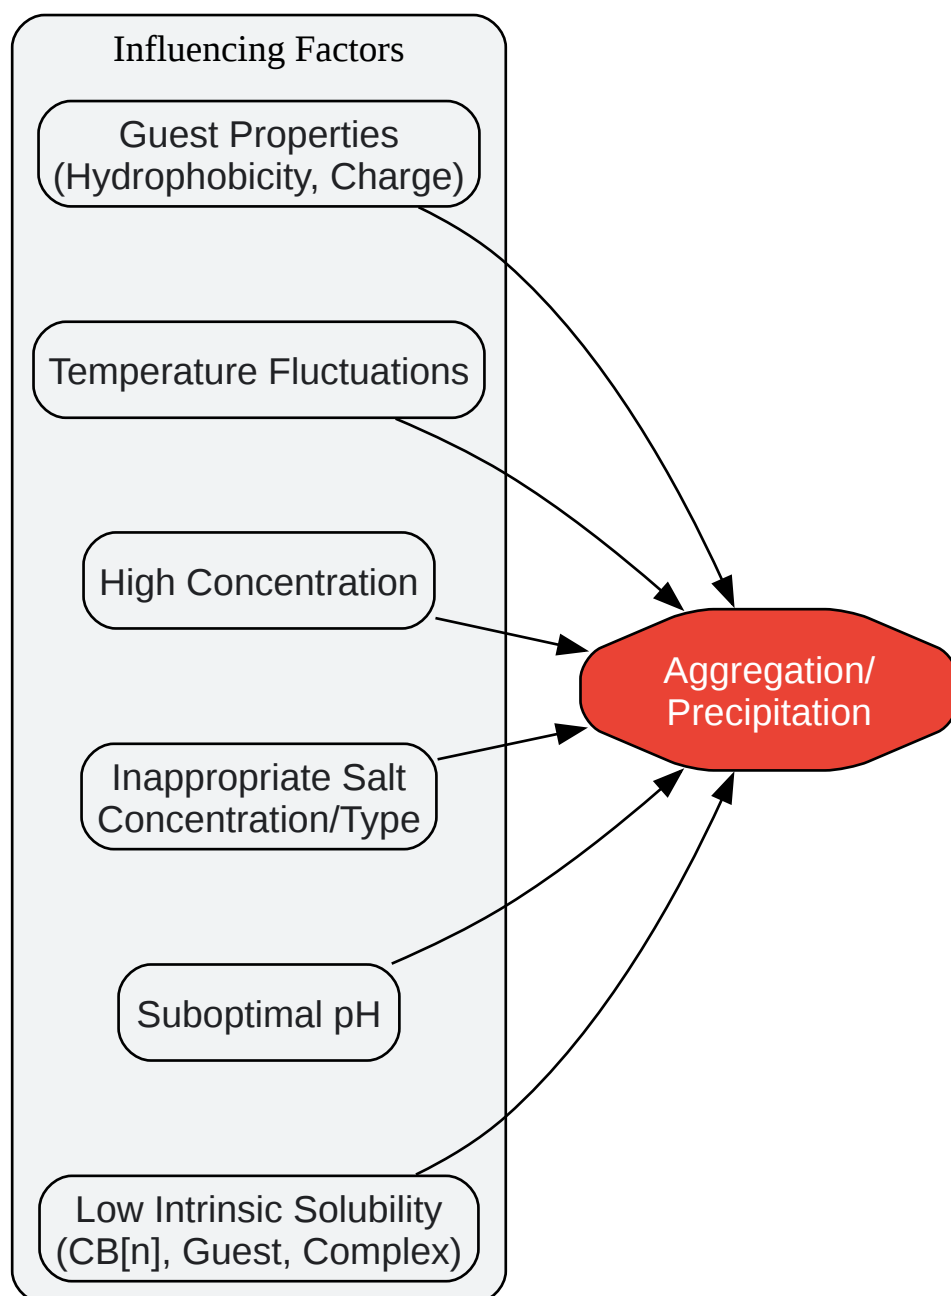 Influencing Factors
Guest Properties
(Hydrophobicity, Charge)
Temperature Fluctuations
High Concentration
Aggregation/
Precipitation
Inappropriate Salt
Concentration/Type
Suboptimal pH
Low Intrinsic Solubility
(CB[n], Guest, Complex)